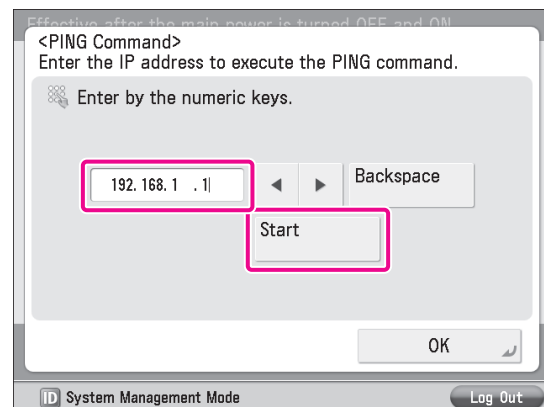 Effective after the main power is turned OFF and ON
<PING Command>
Enter the IP address to execute the PING command.
Enter by the numeric keys.
192. 168. 1 . 1
Backspace
Start
OK
ID System Management Mode
Log Out